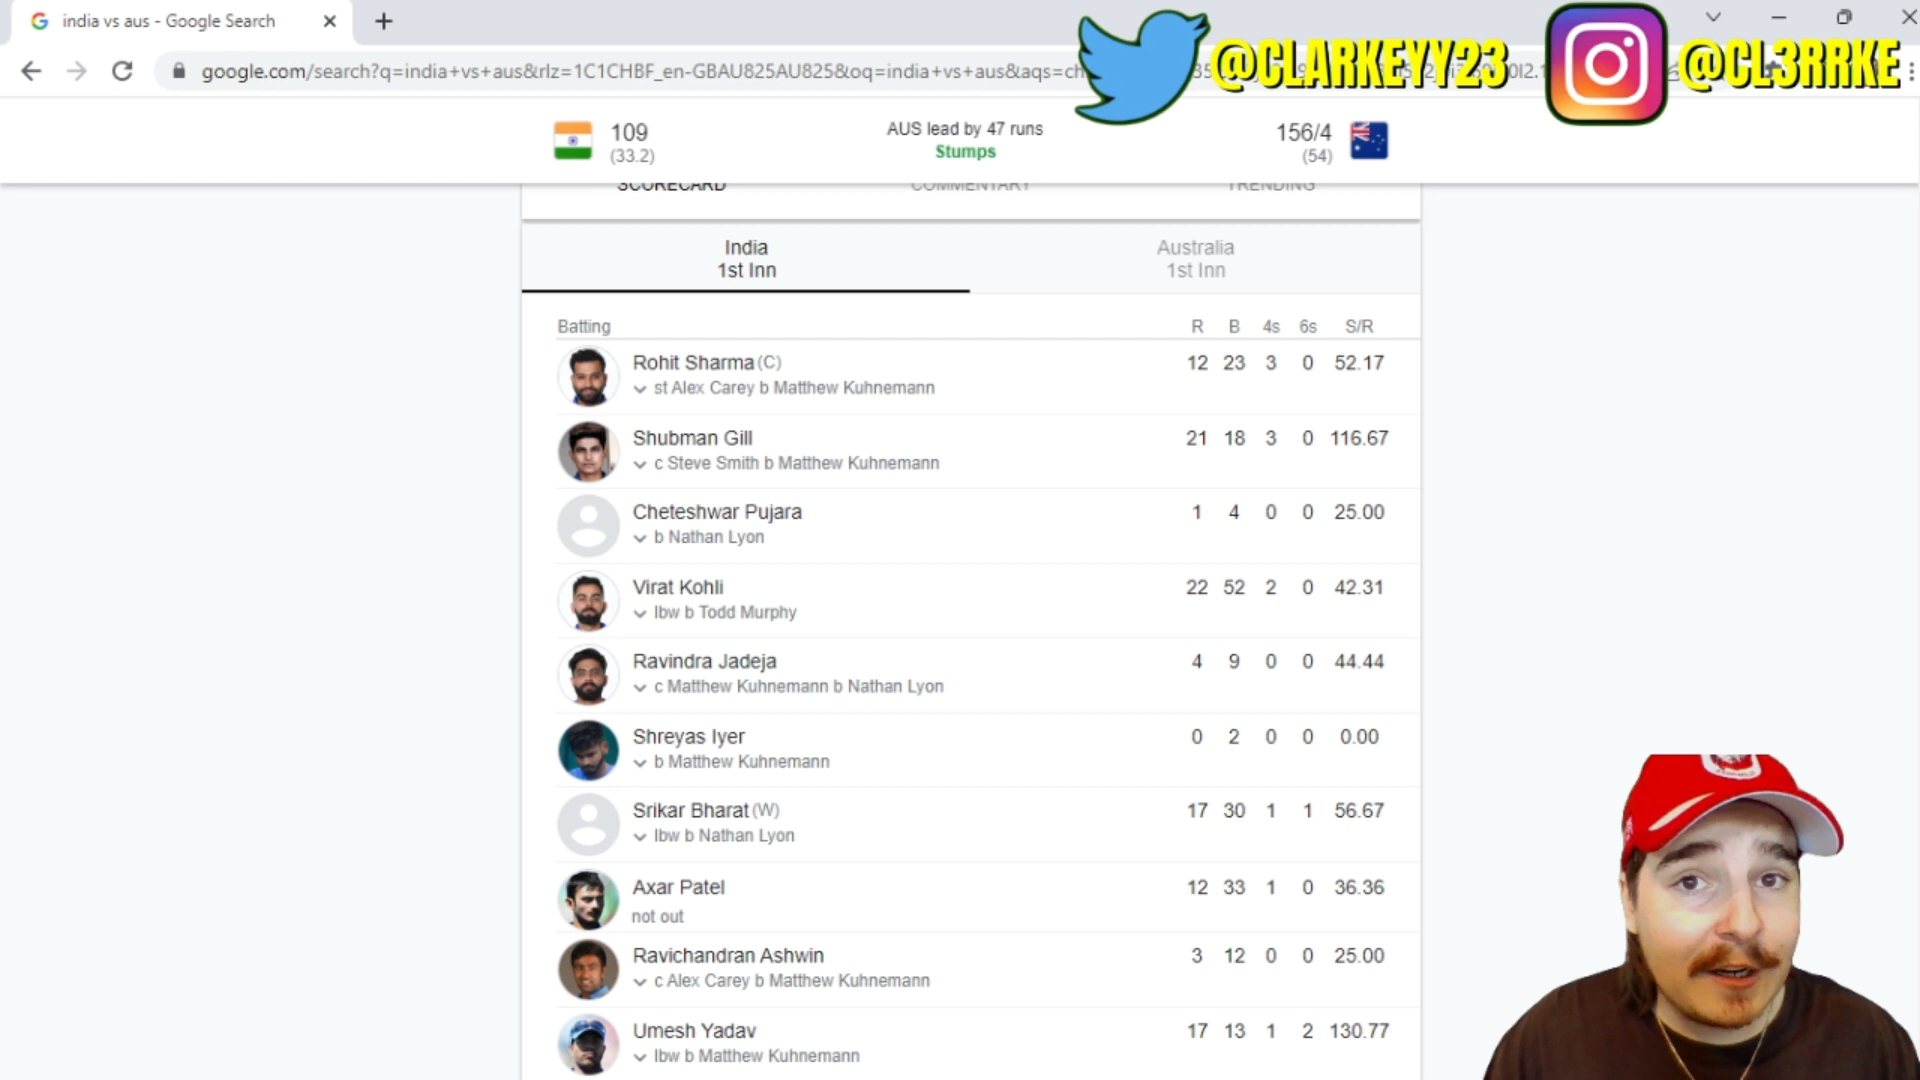 india vs aus - Google Search
@CLARKEYY23
@CL3RRKE
google.com/search?q=india+vs+aus&rlz=1C1CHBF_en-GBAU825AU825&oq=india+vs+aus&aqs=ch
109
(33.2)
AUS lead by 47 runs
Stumps
156/4
(54)
SCORECARD COMMENTARY TRENDING
India
1st Inn
Australia
1st Inn
Batting R B 4s 6s S/R
Rohit Sharma (C) 12 23 3 0 52.17
st Alex Carey b Matthew Kuhnemann
Shubman Gill 21 18 3 0 116.67
c Steve Smith b Matthew Kuhnemann
Cheteshwar Pujara 1 4 0 0 25.00
b Nathan Lyon
Virat Kohli 22 52 2 0 42.31
lbw b Todd Murphy
Ravindra Jadeja 4 9 0 0 44.44
c Matthew Kuhnemann b Nathan Lyon
Shreyas Iyer 0 2 0 0 0.00
b Matthew Kuhnemann
Srikar Bharat (W) 17 30 1 1 56.67
lbw b Nathan Lyon
Axar Patel 12 33 1 0 36.36
not out
Ravichandran Ashwin 3 12 0 0 25.00
c Alex Carey b Matthew Kuhnemann
Umesh Yadav 17 13 1 2 130.77
lbw b Matthew Kuhnemann